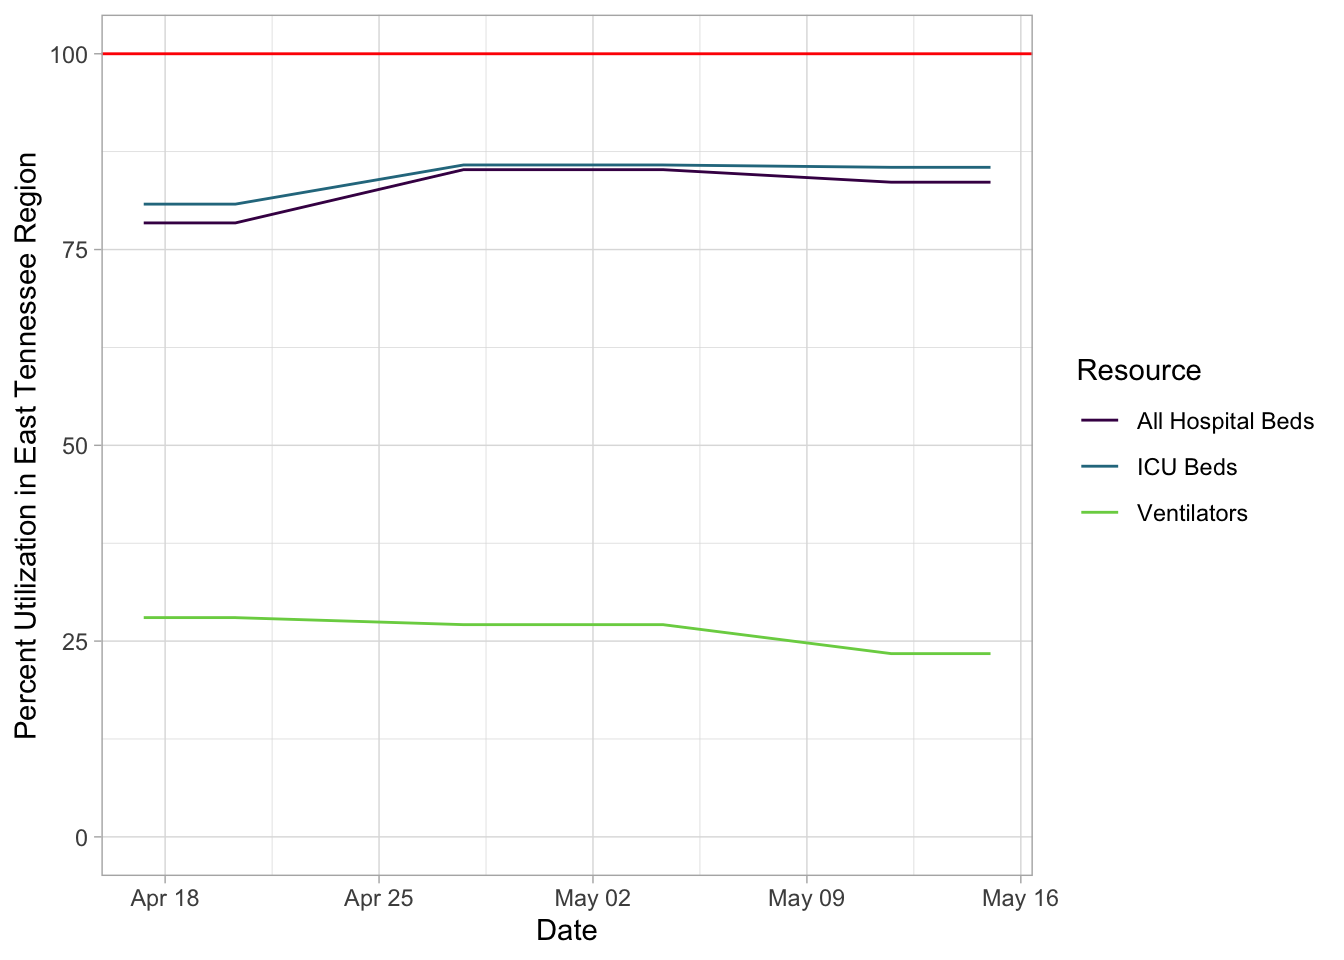 Percent Utilization in East Tennessee Region
100
75
50
25
0
Apr 18
Apr 25
May 02
May 09
May 16
Date
Resource
All Hospital Beds
ICU Beds
Ventilators